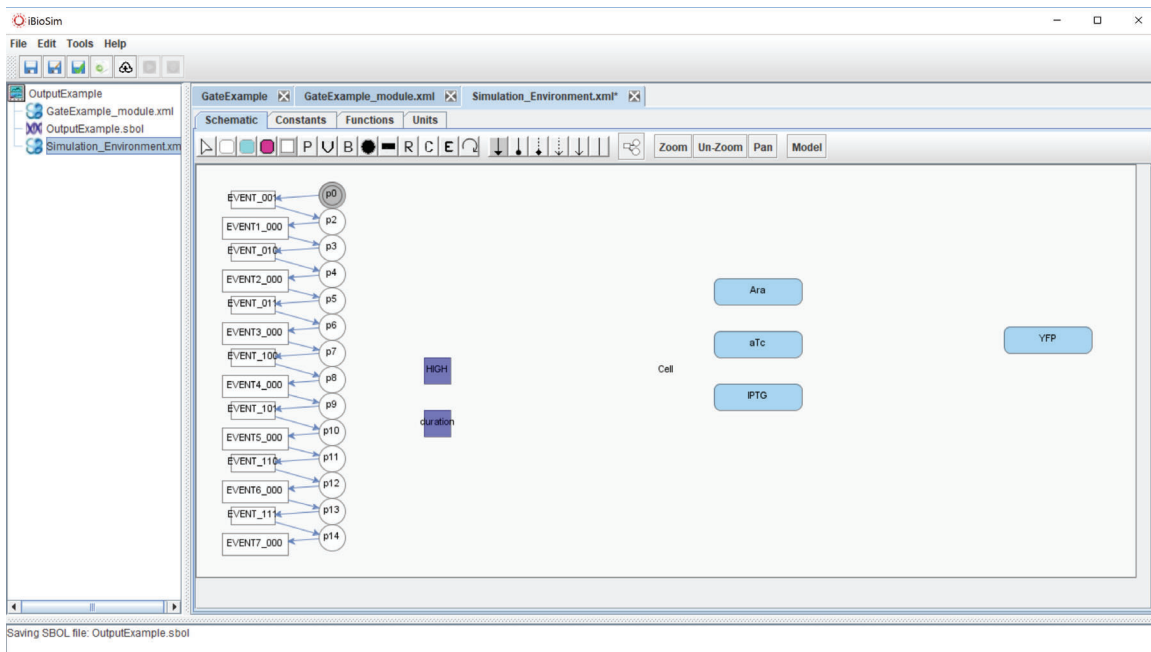 iBioSim
File Edit Tools Help
OutputExample
GateExample_module.xml
OutputExample.sbol
Simulation_Environment.xm
GateExample GateExample_module.xml Simulation_Environment.xml*
Schematic Constants Functions Units
P V B R C E Zoom Un-Zoom Pan Model
EVENT_001 p0
p2
EVENT1_000
p3
EVENT_010
p4
EVENT2_000
p5
EVENT_011
p6
EVENT3_000
p7
EVENT_100
p8
EVENT4_000
p9
EVENT_101
p10
EVENT5_000
p11
EVENT_110
p12
EVENT6_000
p13
EVENT_111
p14
EVENT7_000
HIGH
duration
Cell
Ara
aTc
IPTG
YFP
Saving SBOL file: OutputExample.sbol